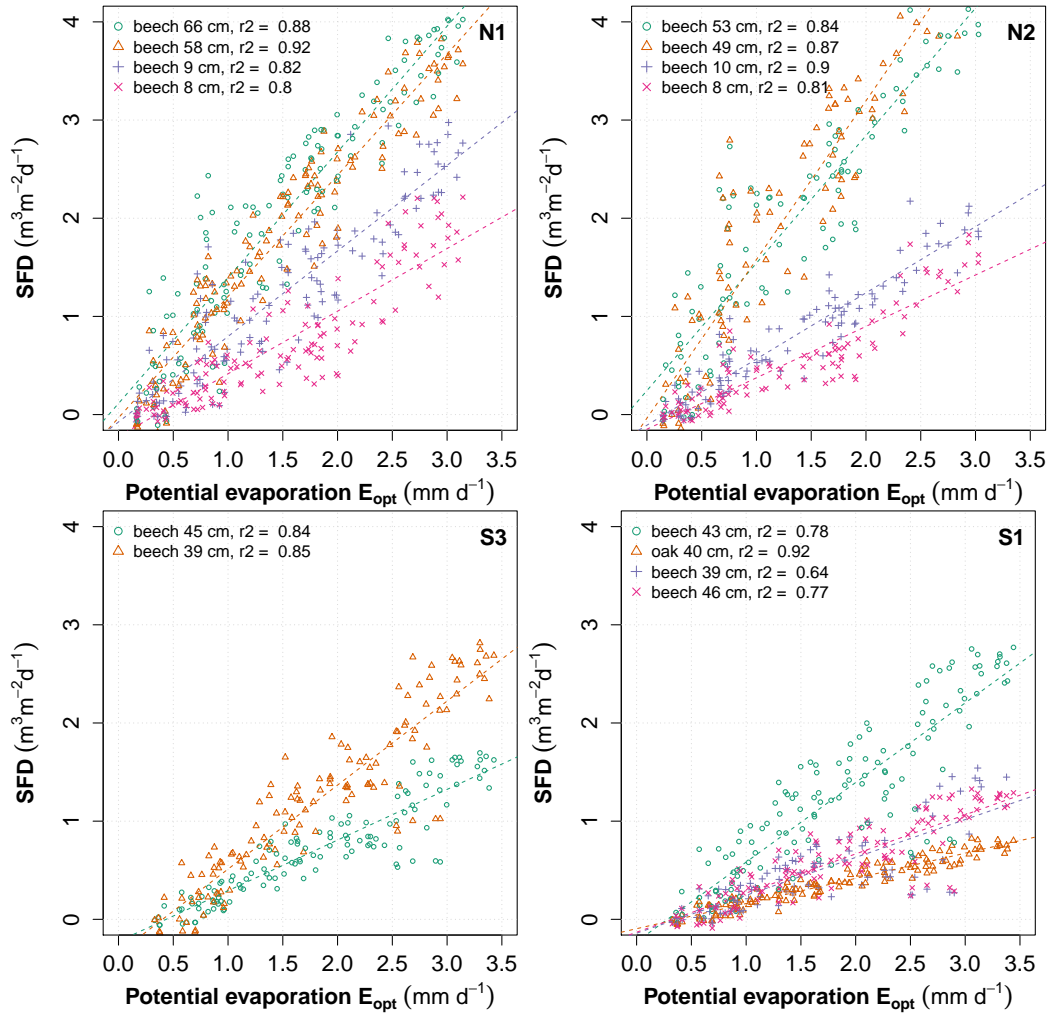 beech 66 cm, r2 = 0.88
beech 58 cm, r2 = 0.92
beech 9 cm, r2 = 0.82
beech 8 cm, r2 = 0.8
N1
SFD (m³m⁻²d⁻¹)
0 1 2 3 4
0.0 0.5 1.0 1.5 2.0 2.5 3.0 3.5
Potential evaporation E_opt (mm d⁻¹)
beech 53 cm, r2 = 0.84
beech 49 cm, r2 = 0.87
beech 10 cm, r2 = 0.9
beech 8 cm, r2 = 0.81
N2
SFD (m³m⁻²d⁻¹)
0 1 2 3 4
0.0 0.5 1.0 1.5 2.0 2.5 3.0 3.5
Potential evaporation E_opt (mm d⁻¹)
beech 45 cm, r2 = 0.84
beech 39 cm, r2 = 0.85
S3
SFD (m³m⁻²d⁻¹)
0 1 2 3 4
0.0 0.5 1.0 1.5 2.0 2.5 3.0 3.5
Potential evaporation E_opt (mm d⁻¹)
beech 43 cm, r2 = 0.78
oak 40 cm, r2 = 0.92
beech 39 cm, r2 = 0.64
beech 46 cm, r2 = 0.77
S1
SFD (m³m⁻²d⁻¹)
0 1 2 3 4
0.0 0.5 1.0 1.5 2.0 2.5 3.0 3.5
Potential evaporation E_opt (mm d⁻¹)